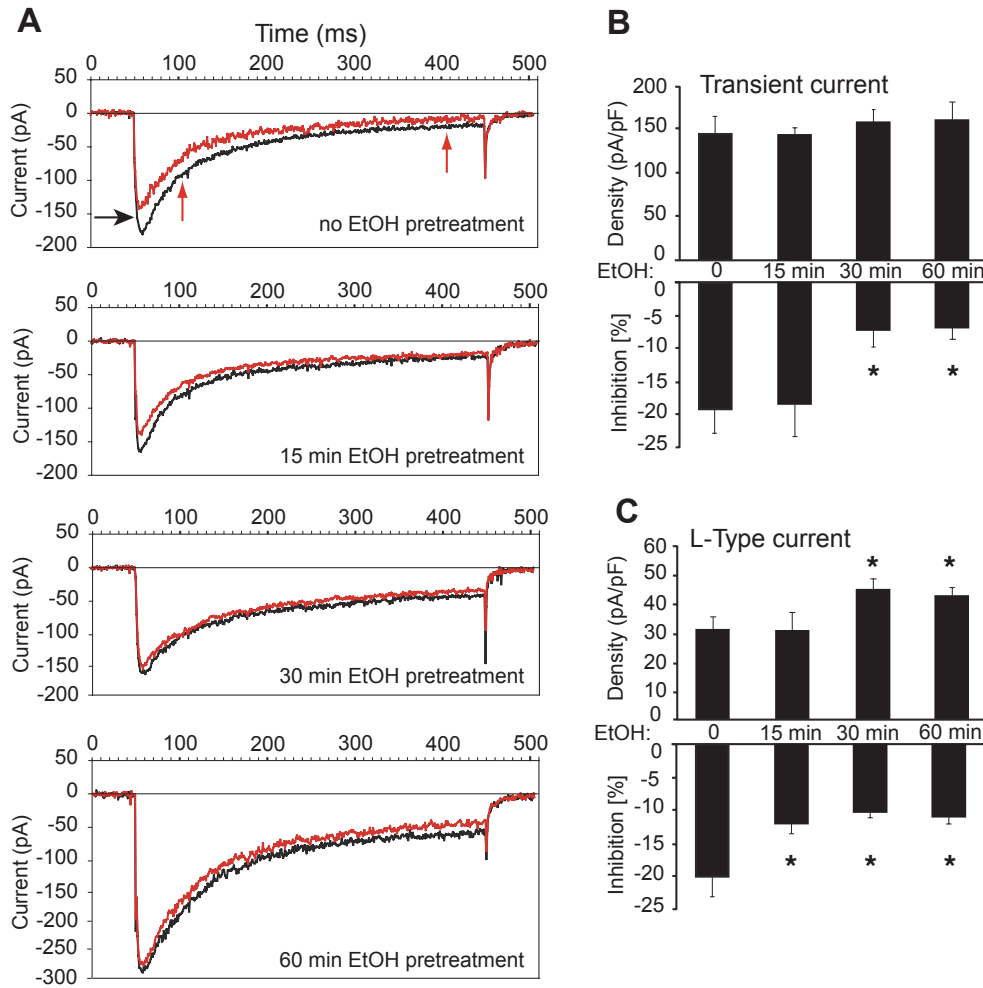 A
Time (ms)
0 100 200 300 400 500
50
0
-50
-100
-150
-200
Current (pA)
no EtOH pretreatment
0 100 200 300 400 500
50
0
-50
-100
-150
-200
Current (pA)
15 min EtOH pretreatment
0 100 200 300 400 500
50
0
-50
-100
-150
-200
Current (pA)
30 min EtOH pretreatment
0 100 200 300 400 500
50
0
-50
-100
-150
-200
-250
-300
Current (pA)
60 min EtOH pretreatment
B
Transient current
200
150
100
50
0
Density (pA/pF)
EtOH: 0 15 min 30 min 60 min
0
-5
-10
-15
-20
-25
Inhibition [%]
* *
C
L-Type current
60
50
40
30
20
10
0
Density (pA/pF)
* *
EtOH: 0 15 min 30 min 60 min
0
-5
-10
-15
-20
-25
Inhibition [%]
* * *